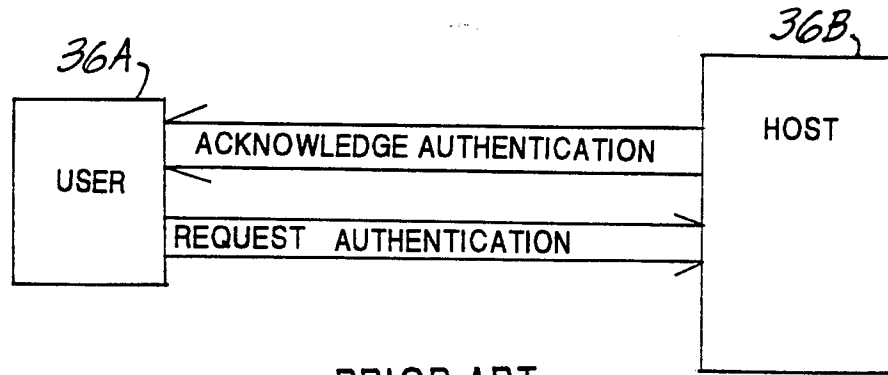 36A
36B
HOST
ACKNOWLEDGE AUTHENTICATION
USER
REQUEST AUTHENTICATION
PRIOR ART